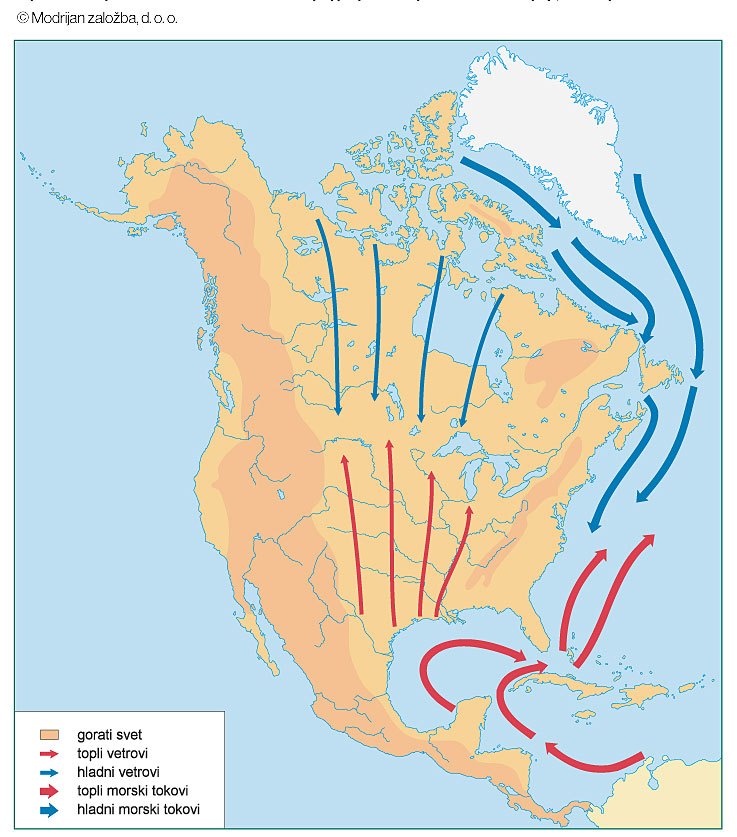 © Modrijan založba, d. o. o.
gorati svet
topli vetrovi
hladni vetrovi
topli morski tokovi
hladni morski tokovi